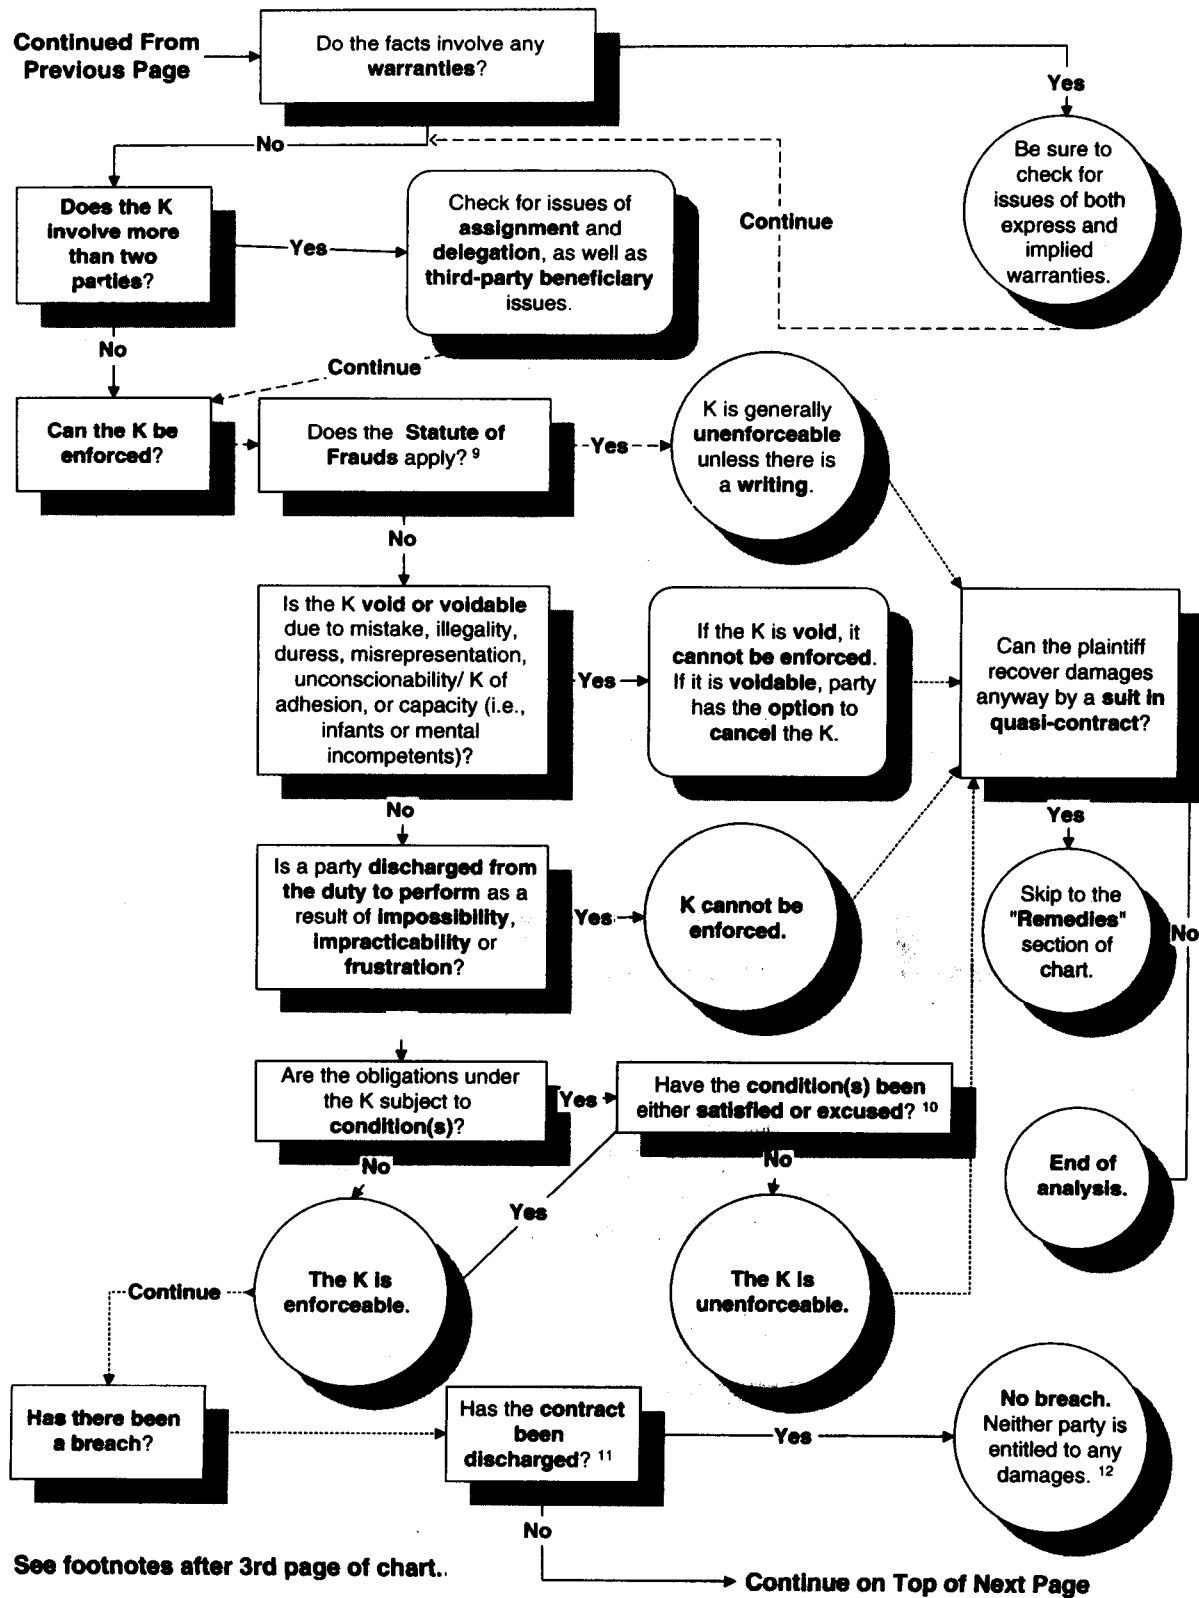 Continued From
Previous Page
Do the facts involve any
warranties?
Yes
Be sure to
check for
issues of both
express and
implied
warranties.
No
Continue
Does the K
involve more
than two
parties?
Yes
Check for issues of
assignment and
delegation, as well as
third-party beneficiary
issues.
No
Continue
Can the K be
enforced?
Does the Statute of
Frauds apply? 9
Yes
K is generally
unenforceable
unless there is
a writing.
No
Is the K void or voidable
due to mistake, illegality,
duress, misrepresentation,
unconscionability/ K of
adhesion, or capacity (i.e.,
infants or mental
incompetents)?
Yes
If the K is void, it
cannot be enforced.
If it is voidable, party
has the option to
cancel the K.
Can the plaintiff
recover damages
anyway by a suit in
quasi-contract?
No
Yes
Is a party discharged from
the duty to perform as a
result of impossibility,
impracticability or
frustration?
Yes
K cannot be
enforced.
Skip to the
"Remedies"
section of
chart.
No
Are the obligations under
the K subject to
condition(s)?
Yes
Have the condition(s) been
either satisfied or excused? 10
No
Yes
No
End of
analysis.
The K is
enforceable.
The K is
unenforceable.
Continue
Has there been
a breach?
Has the contract
been
discharged? 11
Yes
No breach.
Neither party is
entitled to any
damages. 12
No
See footnotes after 3rd page of chart..
Continue on Top of Next Page